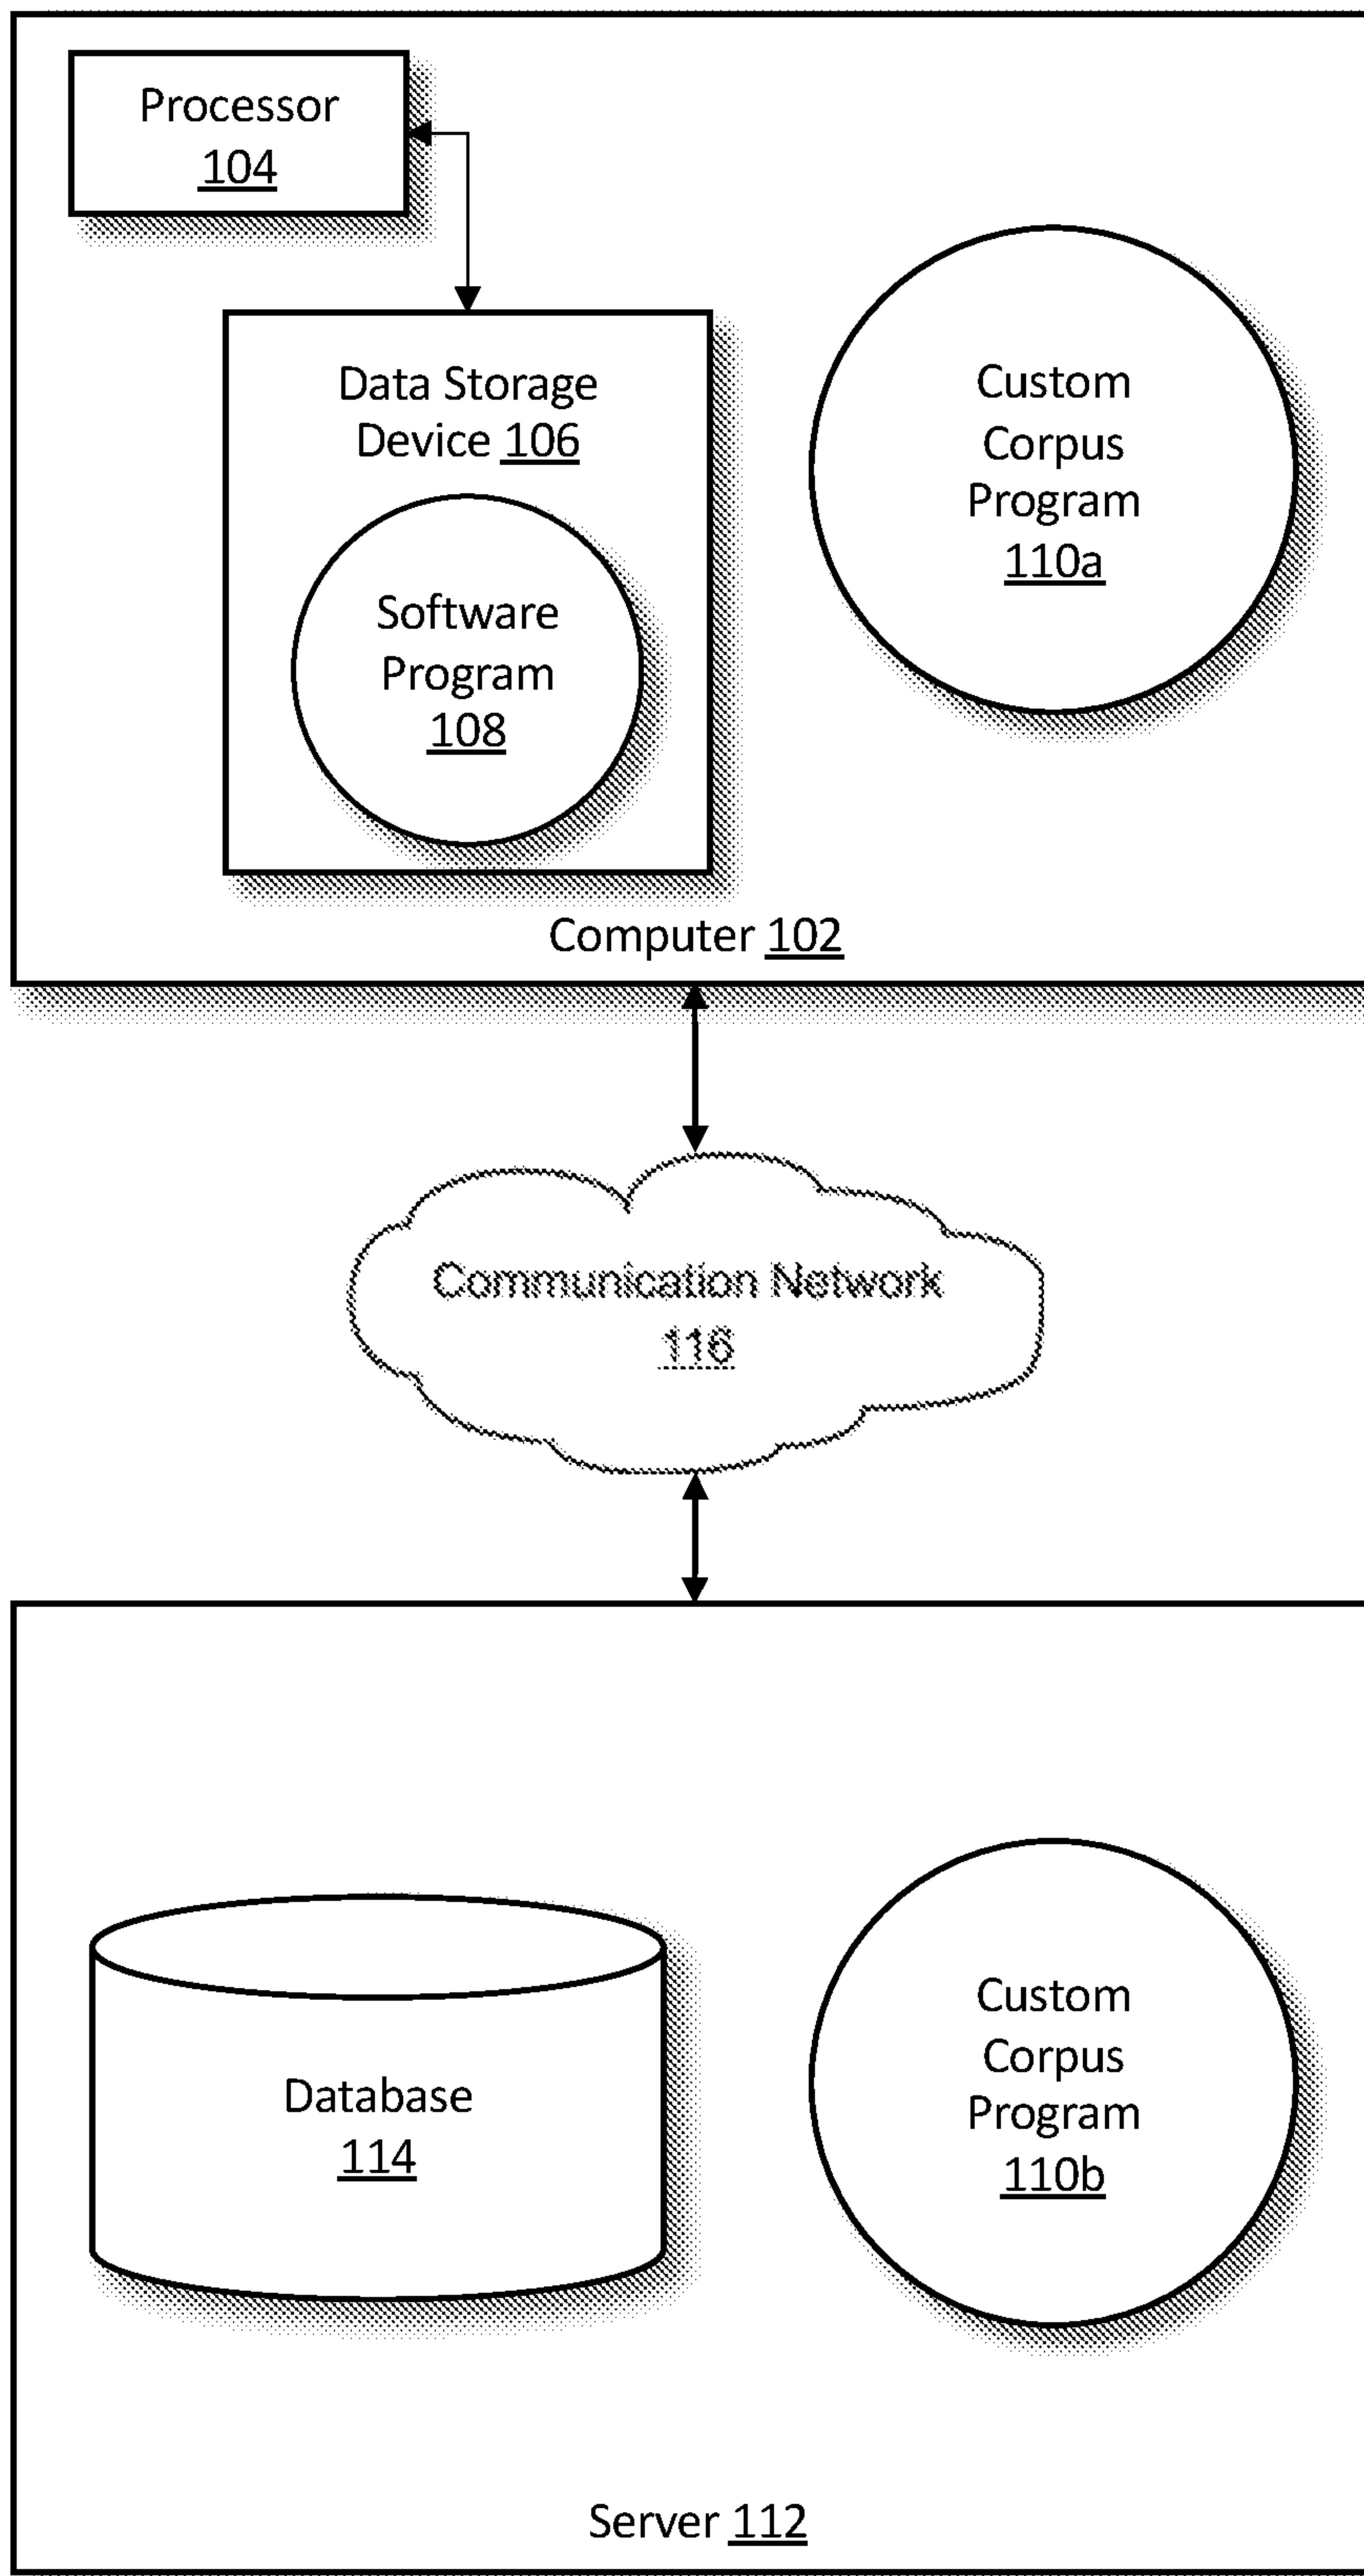 Processor
104
Data Storage
Device 106
Software
Program
108
Custom
Corpus
Program
110a
Computer 102
Communication Network
116
Database
114
Custom
Corpus
Program
110b
Server 112